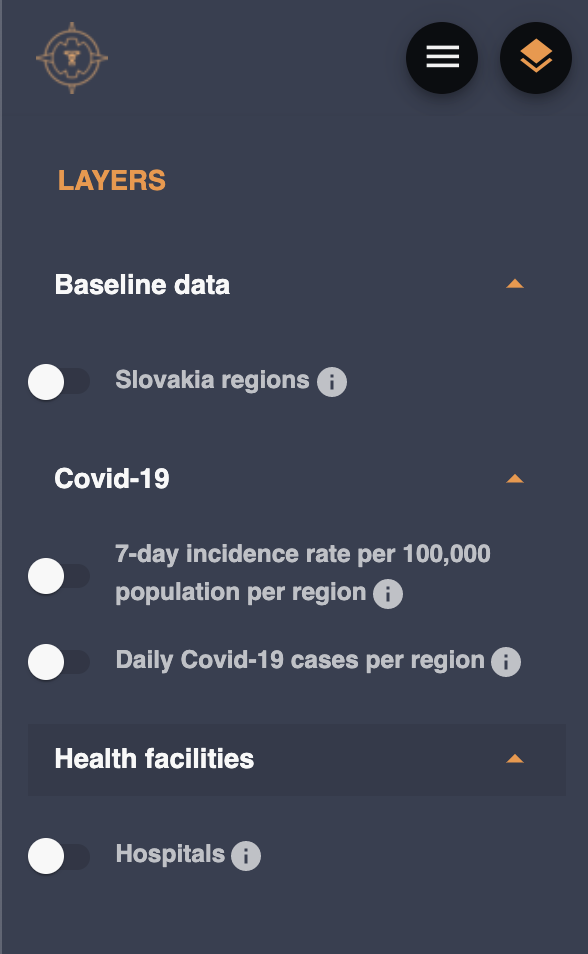 LAYERS
Baseline data
Slovakia regions
Covid-19
7-day incidence rate per 100,000
population per region
Daily Covid-19 cases per region
Health facilities
Hospitals